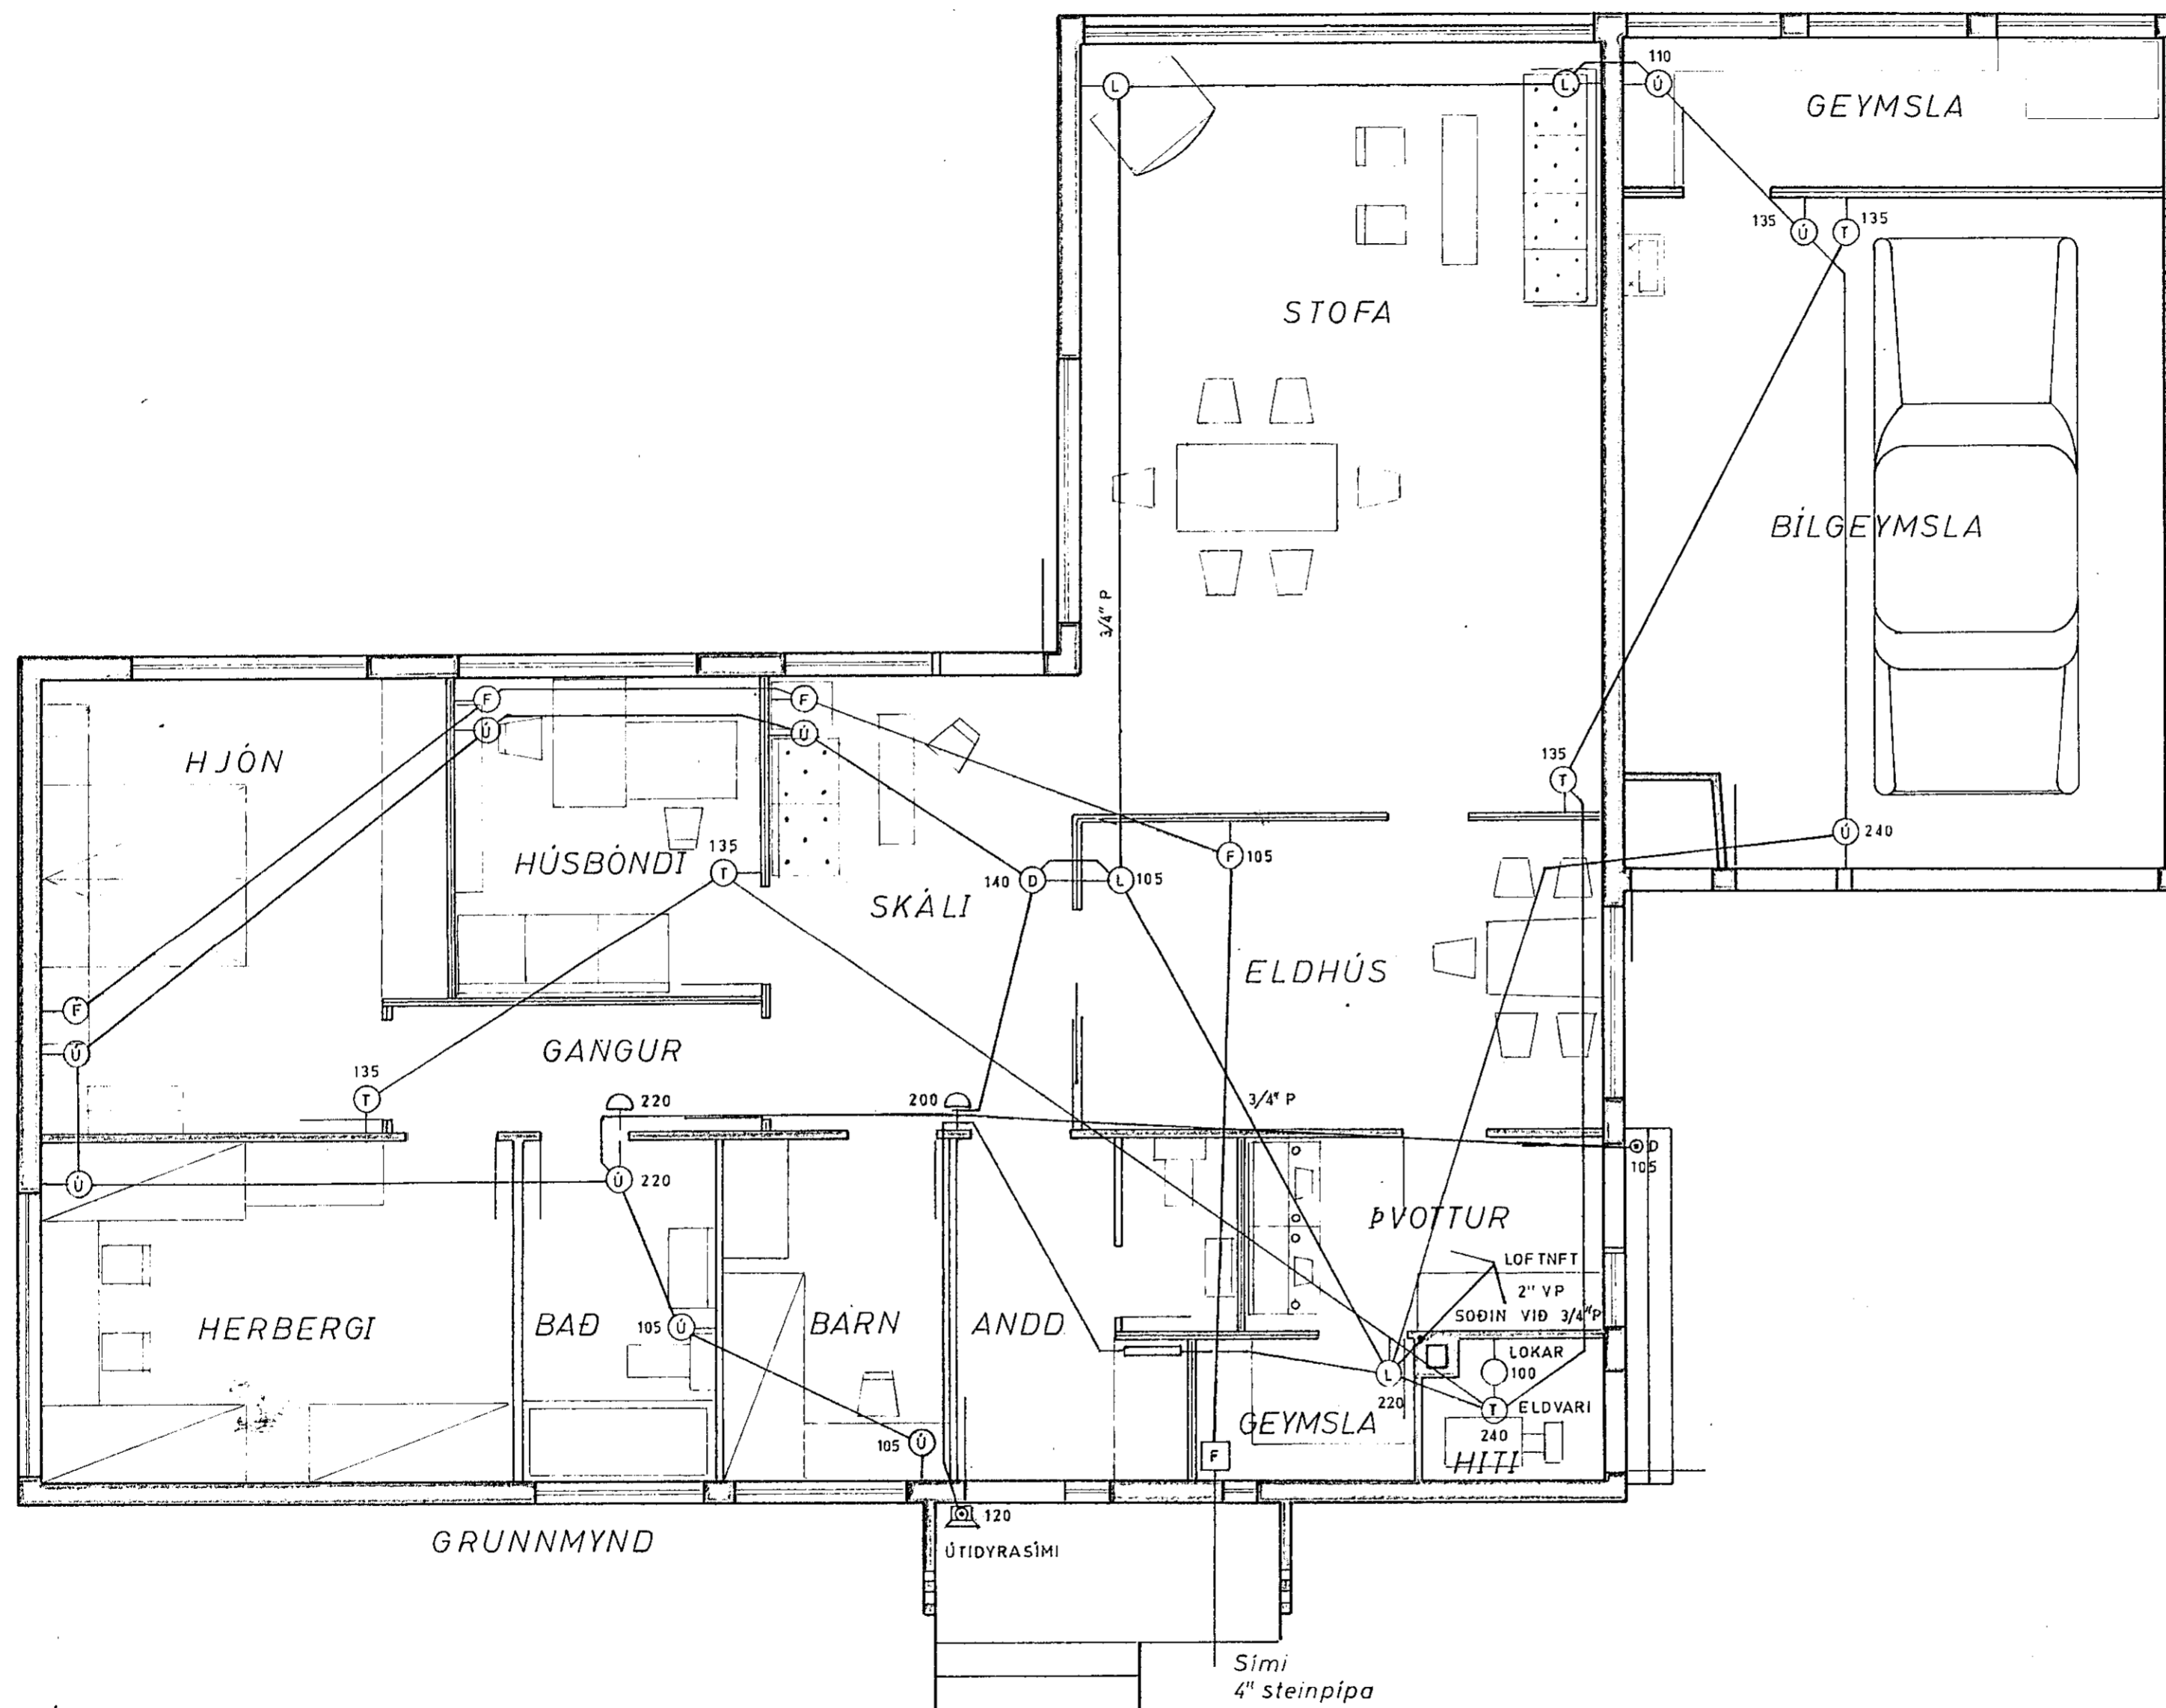 110
L
L
Ú
GEYMSLA
135
Ú
T
135
STOFA
BÍLGEYMSLA
3/4" P
F
F
Ú
Ú
HJÓN
135
T
HÚSBÓNDI
135
T
Ú
240
F
105
140
D
L
105
SKÁLI
ELDHÚS
F
Ú
GANGUR
135
T
220
200
3/4" P
D
105
Ú
Ú
220
ÞVOTTUR
LOFTNET
2" VP
SOÐIN VIÐ 3/4" P
HERBERGI
BAÐ
105
Ú
BARN
ANDD.
LOKAR
100
L
220
T
ELDVARI
240
GEYMSLA
105
Ú
F
HITI
120
GRUNNMYND
ÚTIDYRASÍMI
Sími
4" steinpípa